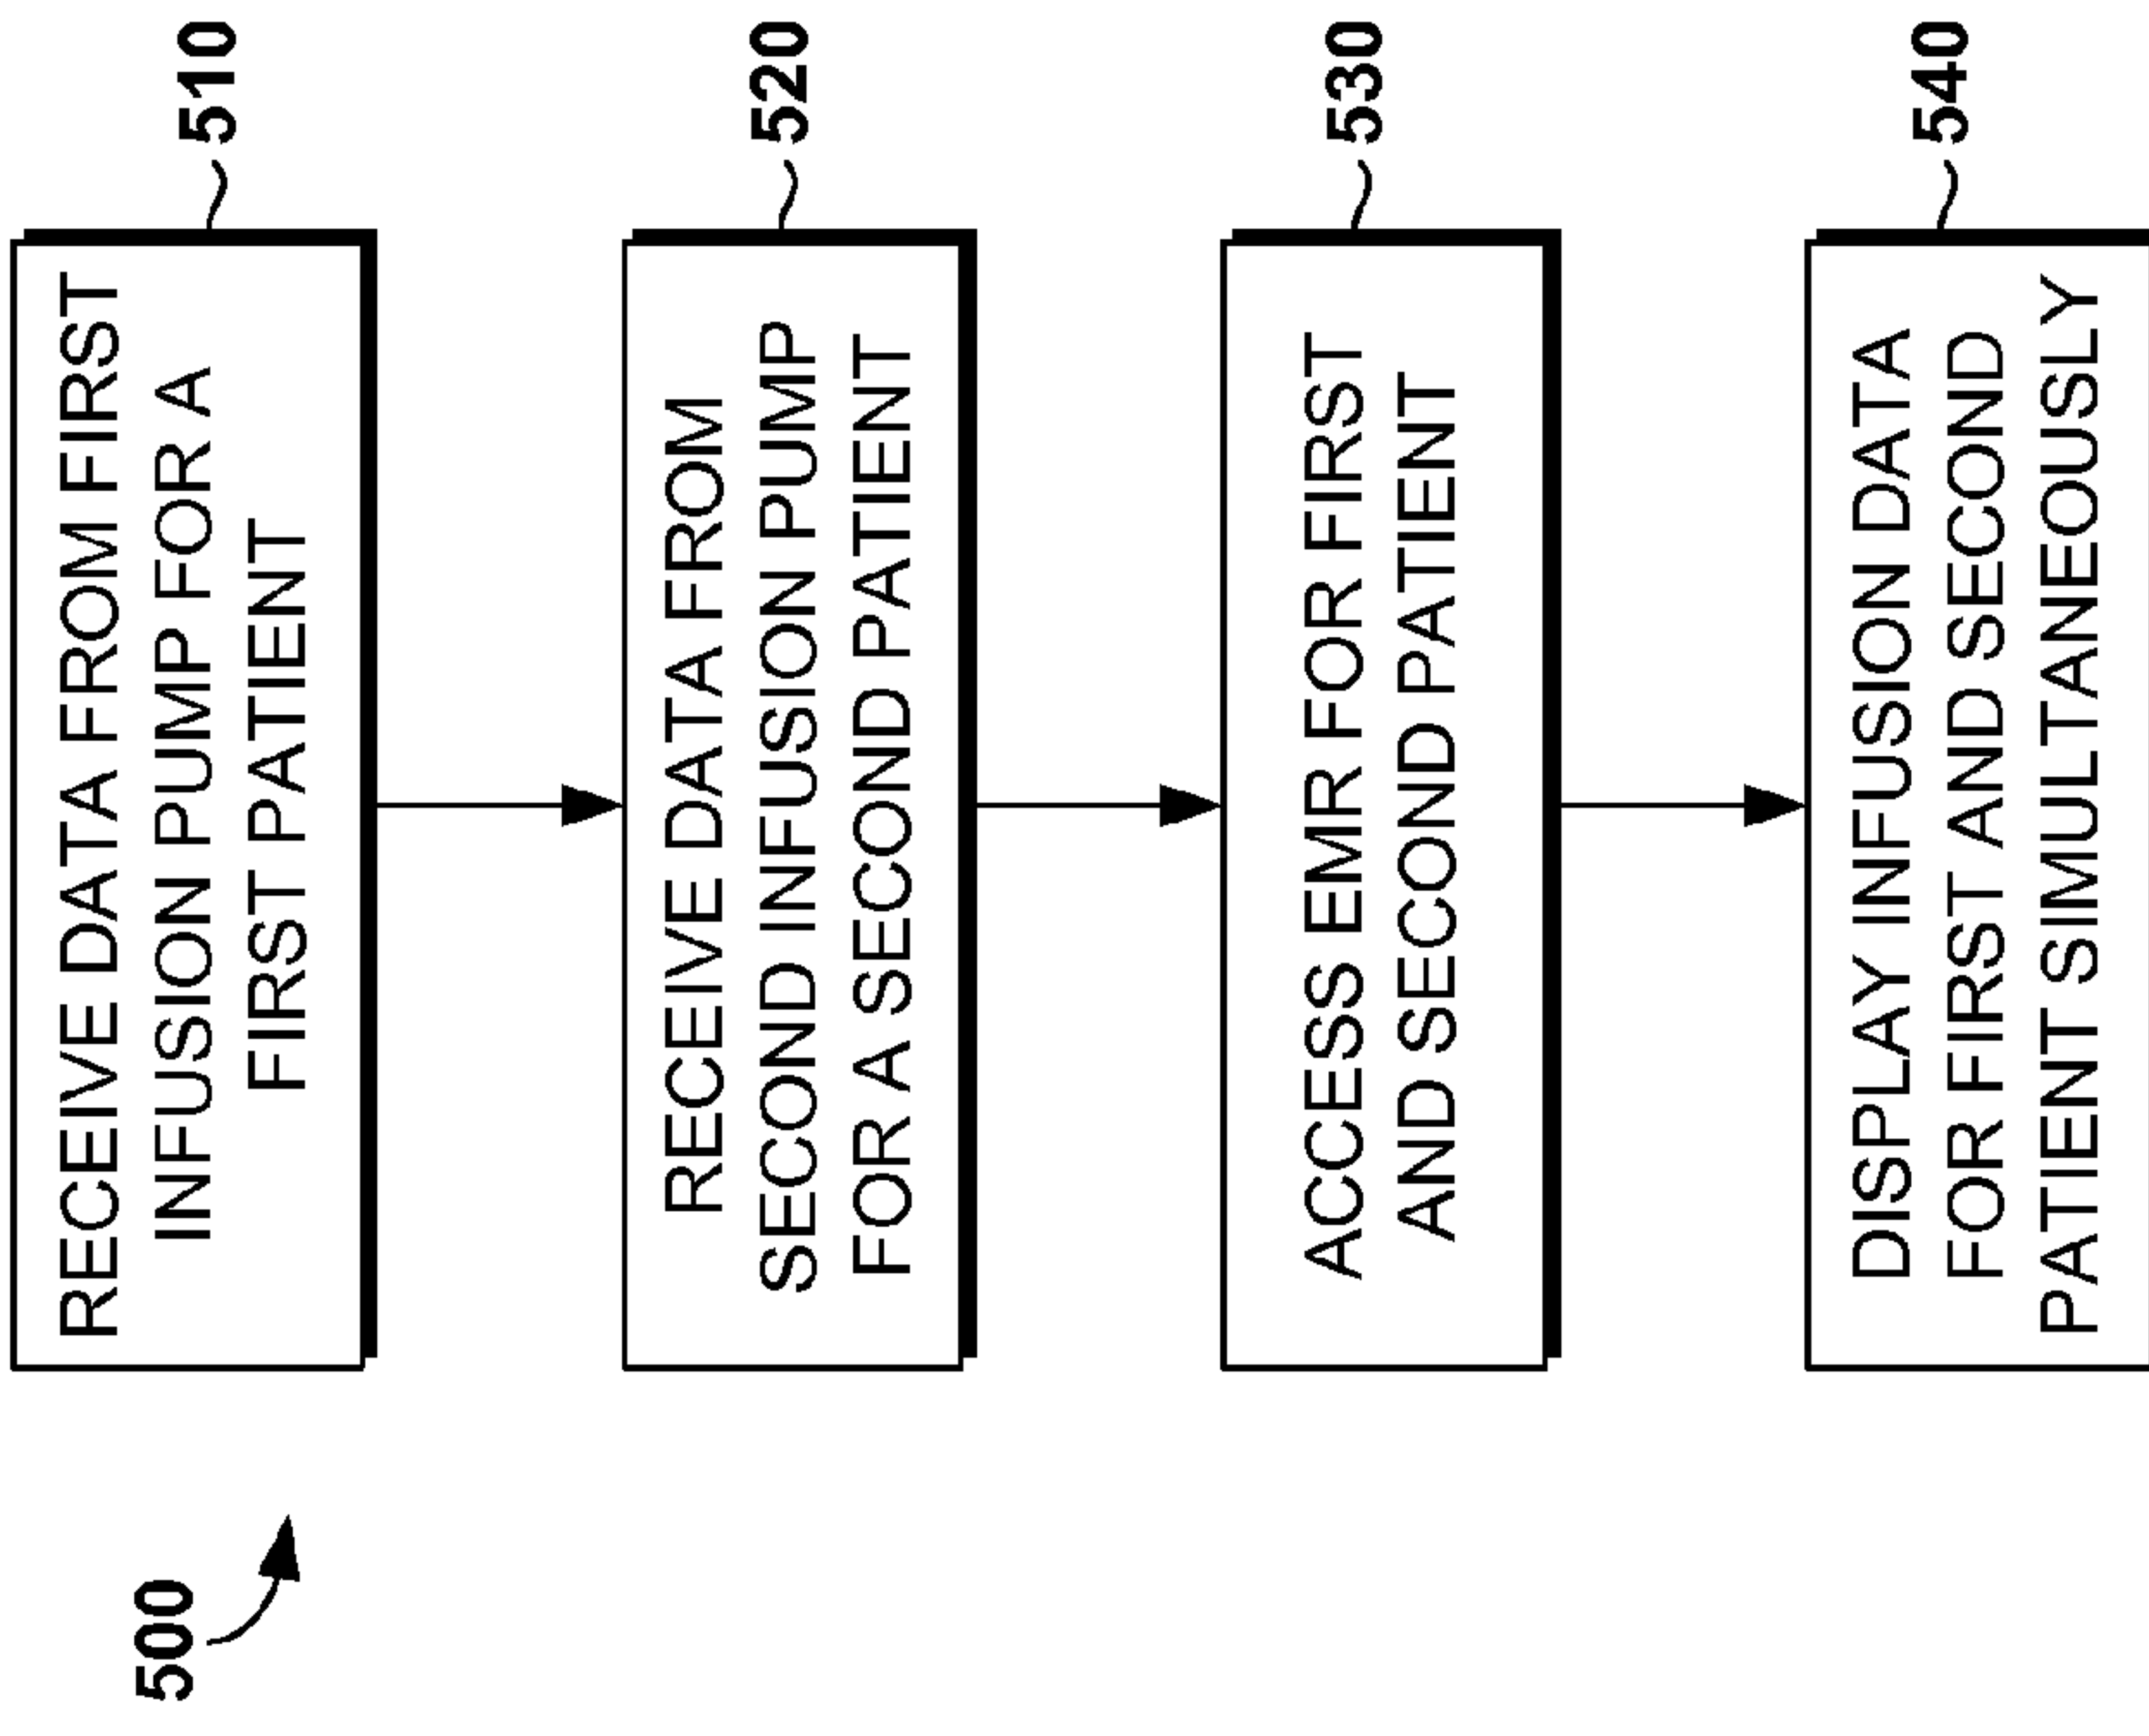 500
RECEIVE DATA FROM FIRST
INFUSION PUMP FOR A
FIRST PATIENT
510
RECEIVE DATA FROM
SECOND INFUSION PUMP
FOR A SECOND PATIENT
520
ACCESS EMR FOR FIRST
AND SECOND PATIENT
530
DISPLAY INFUSION DATA
FOR FIRST AND SECOND
PATIENT SIMULTANEOUSLY
540